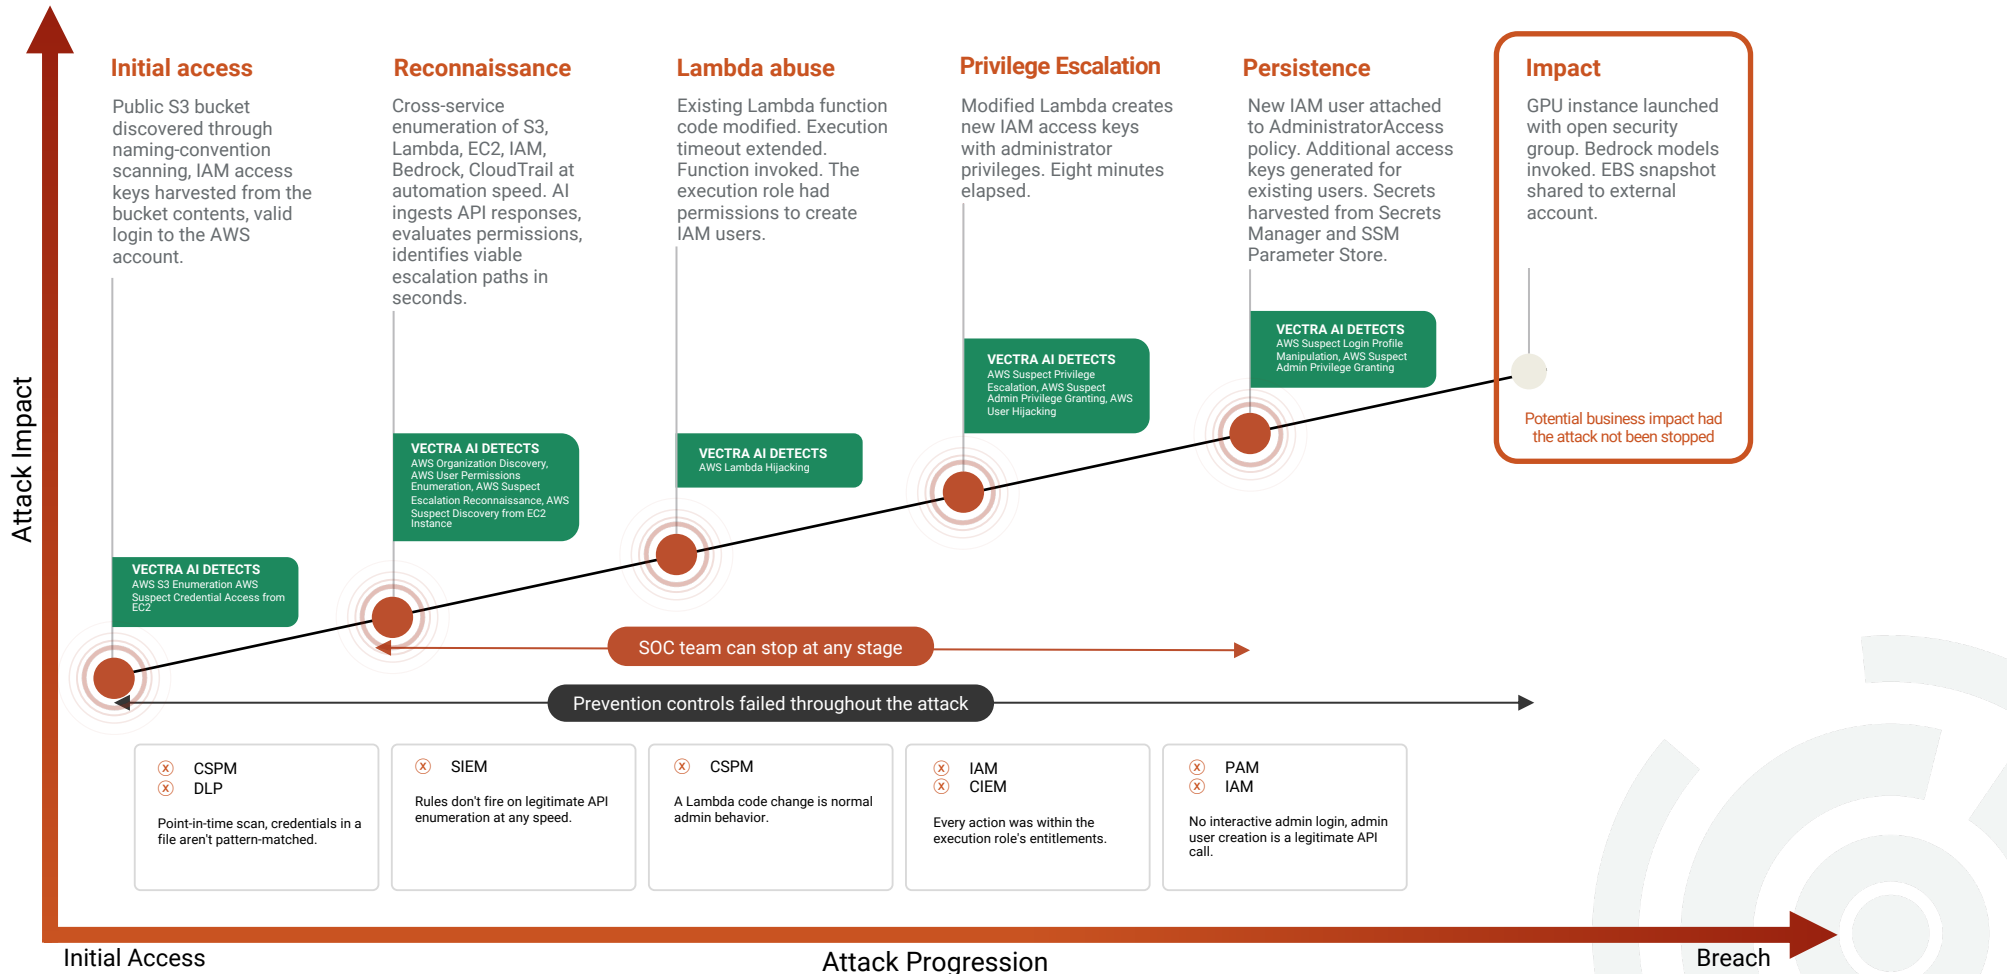 Attack Impact
Initial access
Public S3 bucket
discovered through
naming-convention
scanning, IAM access
keys harvested from the
bucket contents, valid
login to the AWS
account.
VECTRA AI DETECTS
AWS S3 Enumeration AWS
Suspect Credential Access from
EC2
Reconnaissance
Cross-service
enumeration of S3,
Lambda, EC2, IAM,
Bedrock, CloudTrail at
automation speed. AI
ingests API responses,
evaluates permissions,
identifies viable
escalation paths in
seconds.
VECTRA AI DETECTS
AWS Organization Discovery,
AWS User Permissions
Enumeration, AWS Suspect
Escalation Reconnaissance, AWS
Suspect Discovery from EC2
Instance
Lambda abuse
Existing Lambda function
code modified. Execution
timeout extended.
Function invoked. The
execution role had
permissions to create
IAM users.
VECTRA AI DETECTS
AWS Lambda Hijacking
Privilege Escalation
Modified Lambda creates
new IAM access keys
with administrator
privileges. Eight minutes
elapsed.
VECTRA AI DETECTS
AWS Suspect Privilege
Escalation, AWS Suspect
Admin Privilege Granting, AWS
User Hijacking
Persistence
New IAM user attached
to AdministratorAccess
policy. Additional access
keys generated for
existing users. Secrets
harvested from Secrets
Manager and SSM
Parameter Store.
VECTRA AI DETECTS
AWS Suspect Login Profile
Manipulation, AWS Suspect
Admin Privilege Granting
Impact
GPU instance launched
with open security
group. Bedrock models
invoked. EBS snapshot
shared to external
account.
Potential business impact had
the attack not been stopped
SOC team can stop at any stage
Prevention controls failed throughout the attack
ⓧ CSPM
ⓧ DLP
Point-in-time scan, credentials in a
file aren't pattern-matched.
ⓧ SIEM
Rules don't fire on legitimate API
enumeration at any speed.
ⓧ CSPM
A Lambda code change is normal
admin behavior.
ⓧ IAM
ⓧ CIEM
Every action was within the
execution role's entitlements.
ⓧ PAM
ⓧ IAM
No interactive admin login, admin
user creation is a legitimate API
call.
Initial Access
Attack Progression
Breach